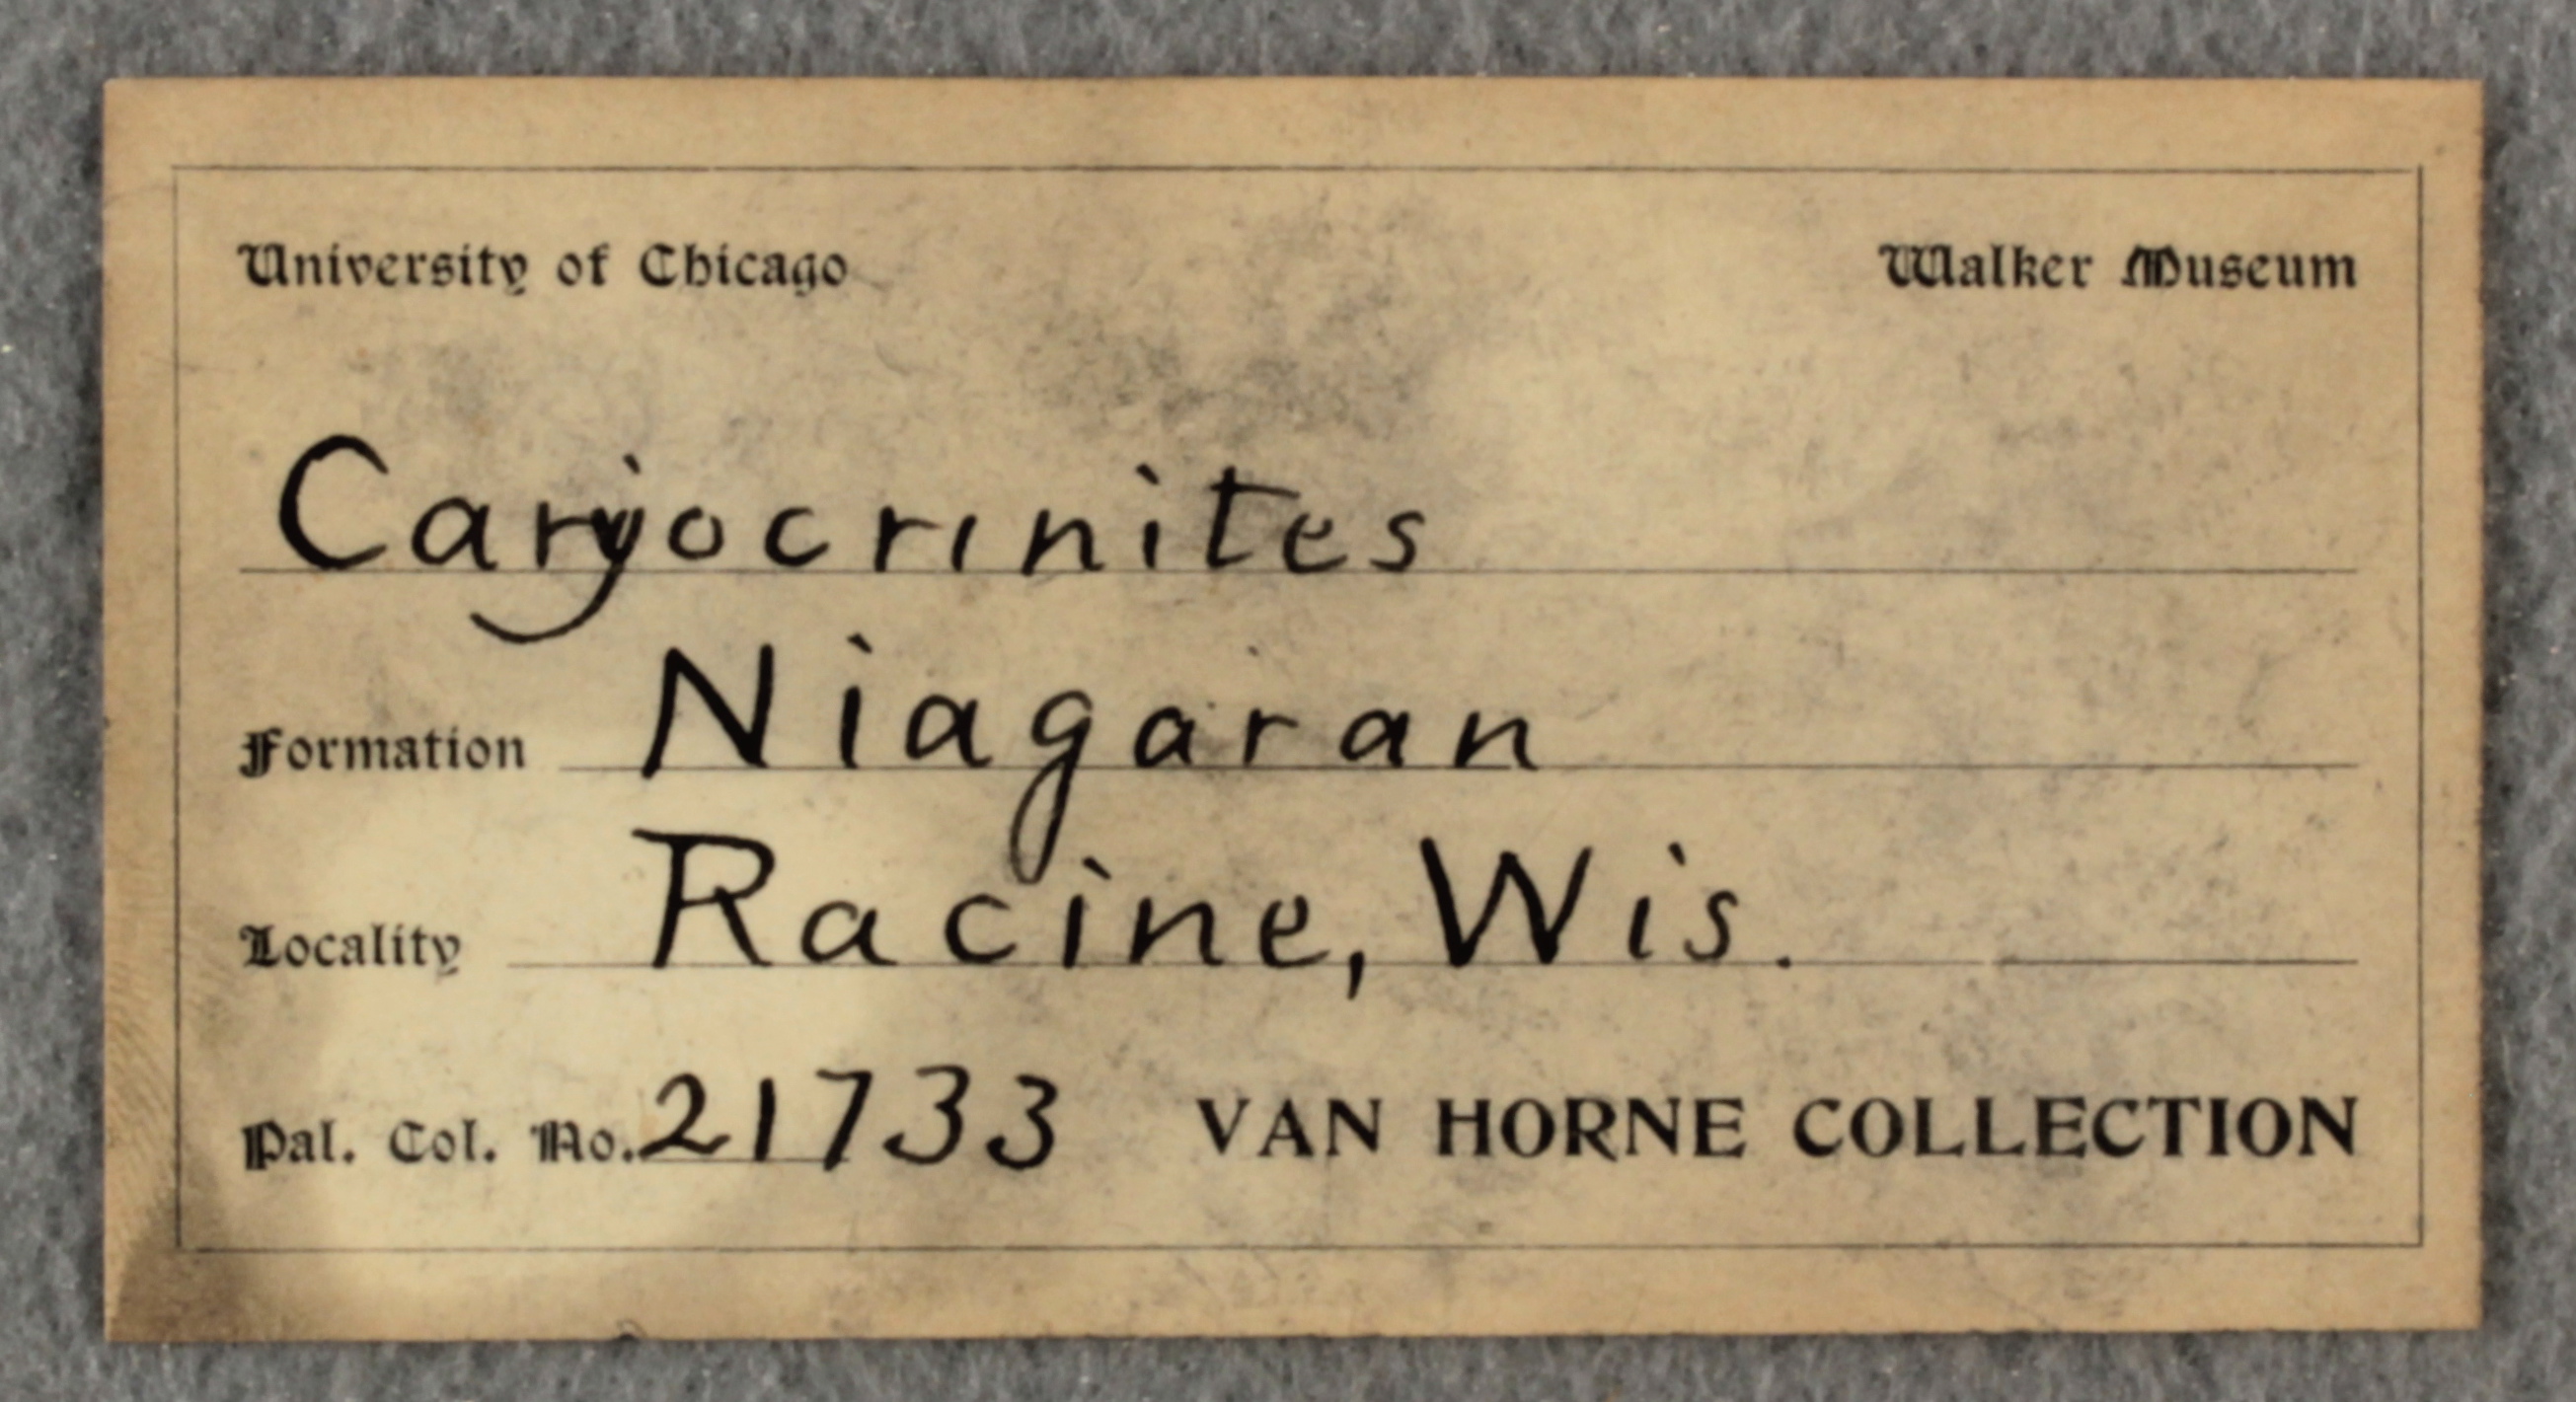 University of Chicago Walker Museum
Caryocrinites
Formation Niagaran
Locality Racine, Wis.
Pal. Col. No. 21733 VAN HORNE COLLECTION